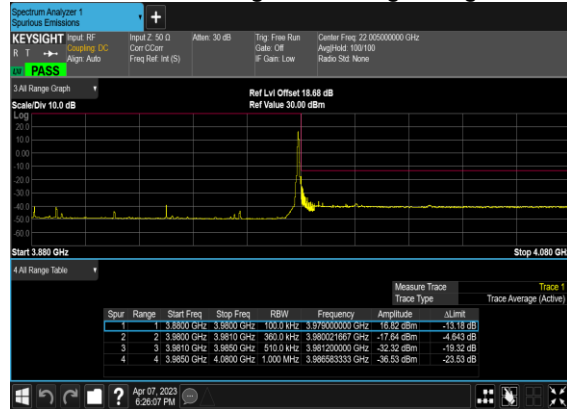 Spectrum Analyzer 1
Spurious Emissions
KEYSIGHT Input: RF Input Z: 50 Ω Atten: 30 dB Trig: Free Run Center Freq: 22.005000000 GHz
R T Coupling: DC Corr CCorr Gate: Off Avg|Hold: 100/100
Align: Auto Freq Ref: Int (S) IF Gain: Low Radio Std: None
PASS
3 All Range Graph
Ref Lvl Offset 18.68 dB
Scale/Div 10.0 dB Ref Value 30.00 dBm
Log
20.0
10.0
0.00
-10.0
-20.0
-30.0
-40.0
-50.0
-60.0
Start 3.880 GHz Stop 4.080 GH
4 All Range Table
Measure Trace Trace 1
Trace Type Trace Average (Active)
Spur Range Start Freq Stop Freq RBW Frequency Amplitude ΔLimit
1 1 3.8800 GHz 3.9800 GHz 100.0 kHz 3.979000000 GHz 16.82 dBm -13.18 dB
2 2 3.9800 GHz 3.9810 GHz 360.0 kHz 3.980021667 GHz -17.64 dBm -4.643 dB
3 3 3.9810 GHz 3.9850 GHz 510.0 kHz 3.981200000 GHz -32.32 dBm -19.32 dB
4 4 3.9850 GHz 4.0800 GHz 1.000 MHz 3.986583333 GHz -36.53 dBm -23.53 dB
? Apr 07, 2023
6:26:07 PM